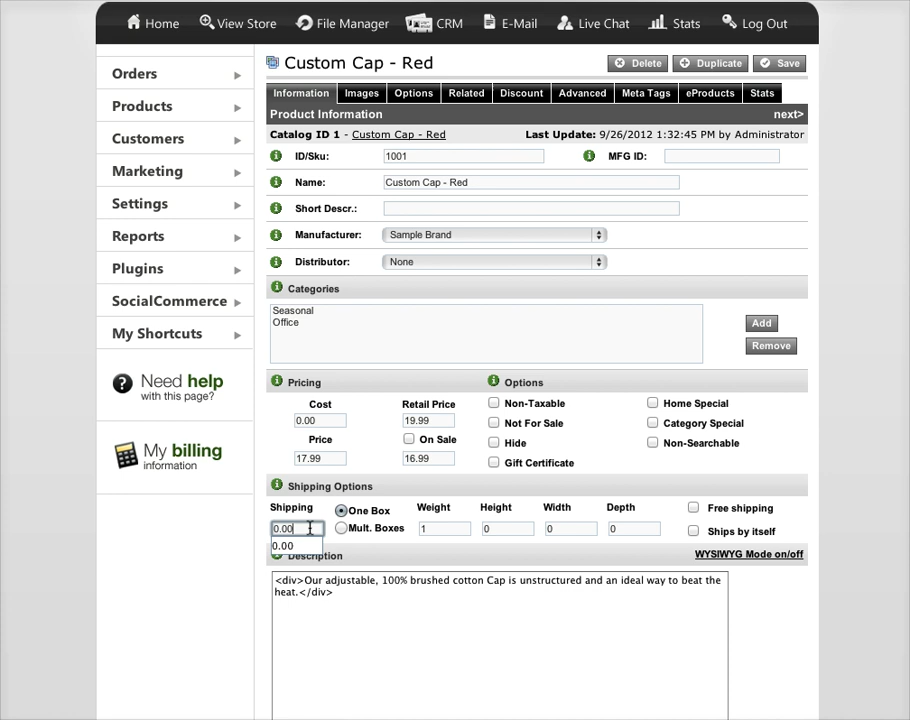 Home View Store File Manager CRM E-Mail Live Chat Stats Log Out
Custom Cap - Red Delete Duplicate Save
Orders
Products
Customers
Marketing
Settings
Reports
Plugins
SocialCommerce
My Shortcuts
Need help
with this page?
My billing
information
Information Images Options Related Discount Advanced Meta Tags eProducts Stats
Product Information next>
Catalog ID 1 - Custom Cap - Red Last Update: 9/26/2012 1:32:45 PM by Administrator
ID/Sku: 1001 MFG ID:
Name: Custom Cap - Red
Short Descr.:
Manufacturer: Sample Brand
Distributor: None
Categories
Seasonal
Office
Add
Remove
Pricing Options
Cost Retail Price Non-Taxable Home Special
0.00 19.99 Not For Sale Category Special
Price On Sale Hide Non-Searchable
17.99 16.99 Gift Certificate
Shipping Options
Shipping One Box Weight Height Width Depth Free shipping
0.00 Mult. Boxes 1 0 0 0 Ships by itself
0.00
Description WYSIWYG Mode on/off
<div>Our adjustable, 100% brushed cotton Cap is unstructured and an ideal way to beat the
heat.</div>